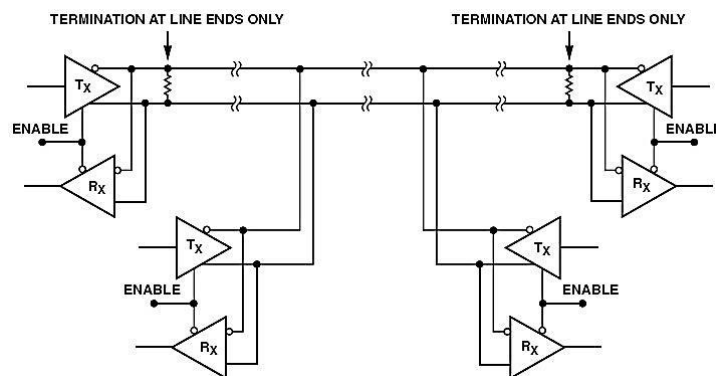 TERMINATION AT LINE ENDS ONLY
TERMINATION AT LINE ENDS ONLY
TX
TX
ENABLE
ENABLE
RX
RX
TX
TX
ENABLE
ENABLE
RX
RX